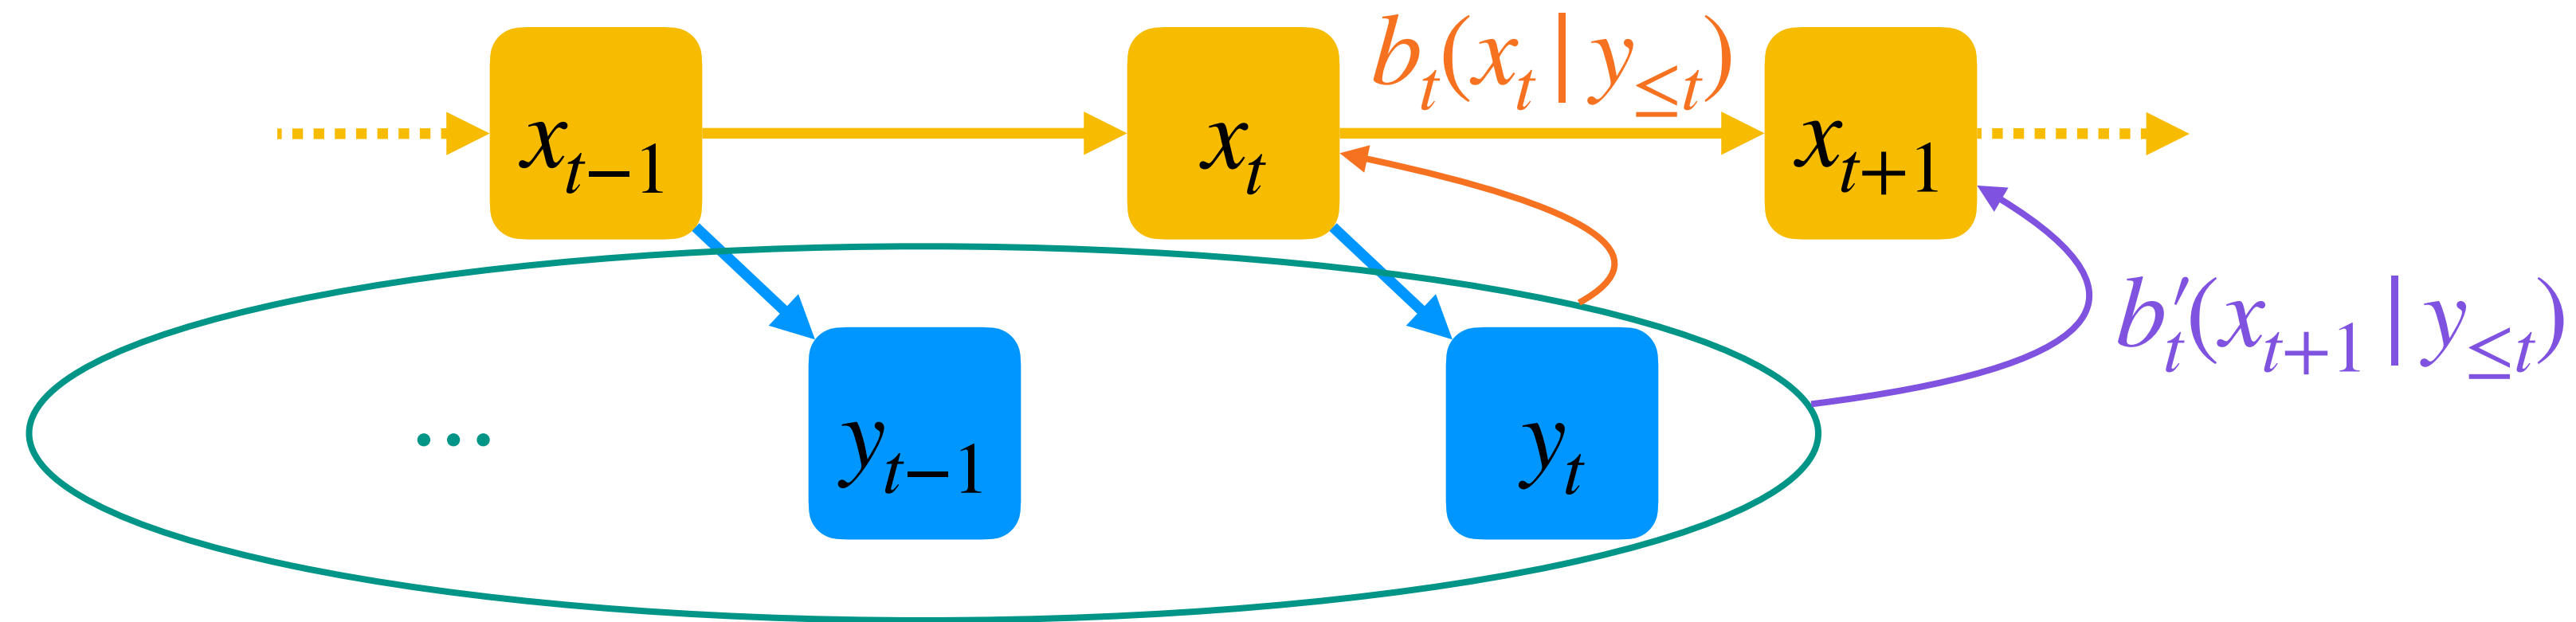 b_t(x_t | y_{≤t})
x_{t−1}
x_t
x_{t+1}
b′_t(x_{t+1} | y_{≤t})
...
y_{t−1}
y_t